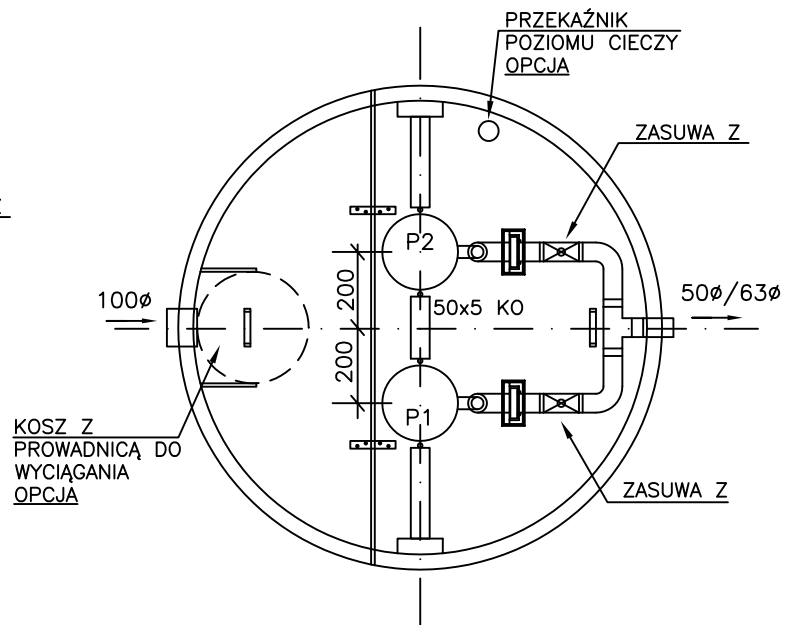 PRZEKAŹNIK
POZIOMU CIECZY
OPCJA
ZASUWA Z
P2
100ø
200
50x5 KO
50ø/63ø
200
P1
KOSZ Z
PROWADNICĄ DO
WYCIĄGANIA
OPCJA
ZASUWA Z